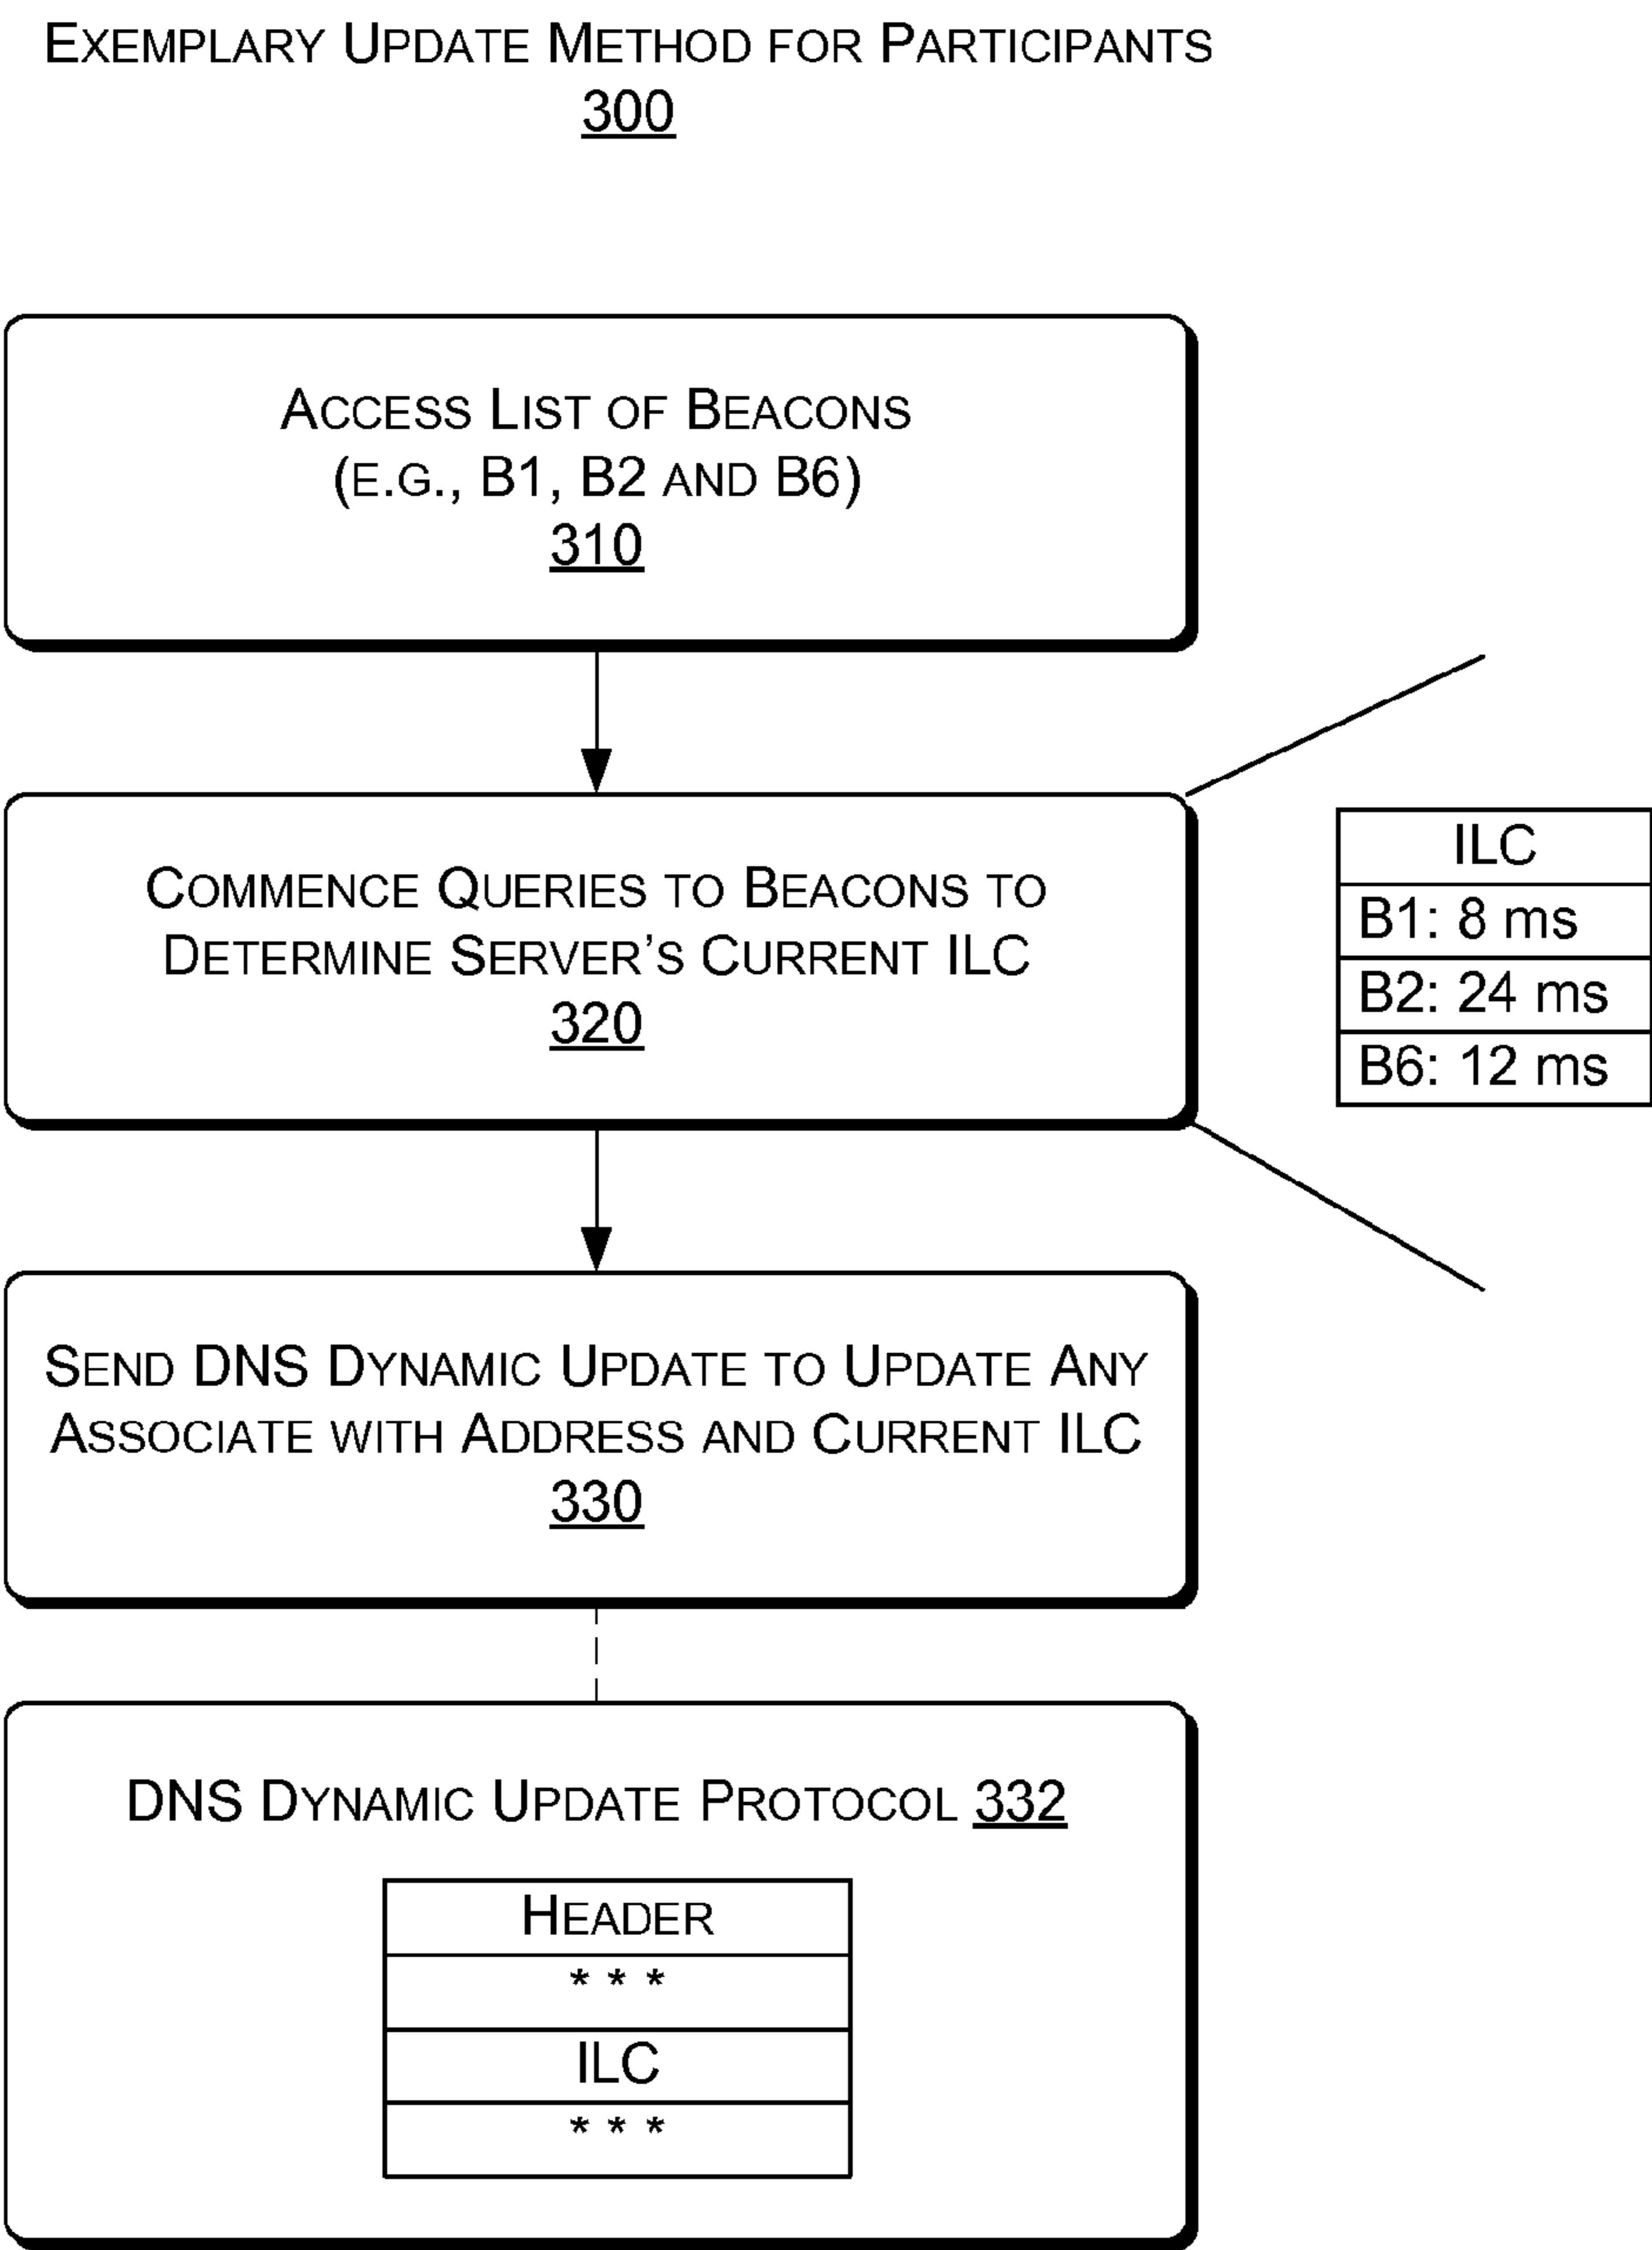 EXEMPLARY UPDATE METHOD FOR PARTICIPANTS
300
ACCESS LIST OF BEACONS
(E.G., B1, B2 AND B6)
310
COMMENCE QUERIES TO BEACONS TO
DETERMINE SERVER'S CURRENT ILC
320
ILC
B1: 8 ms
B2: 24 ms
B6: 12 ms
SEND DNS DYNAMIC UPDATE TO UPDATE ANY
ASSOCIATE WITH ADDRESS AND CURRENT ILC
330
DNS DYNAMIC UPDATE PROTOCOL 332
HEADER
* * *
ILC
* * *